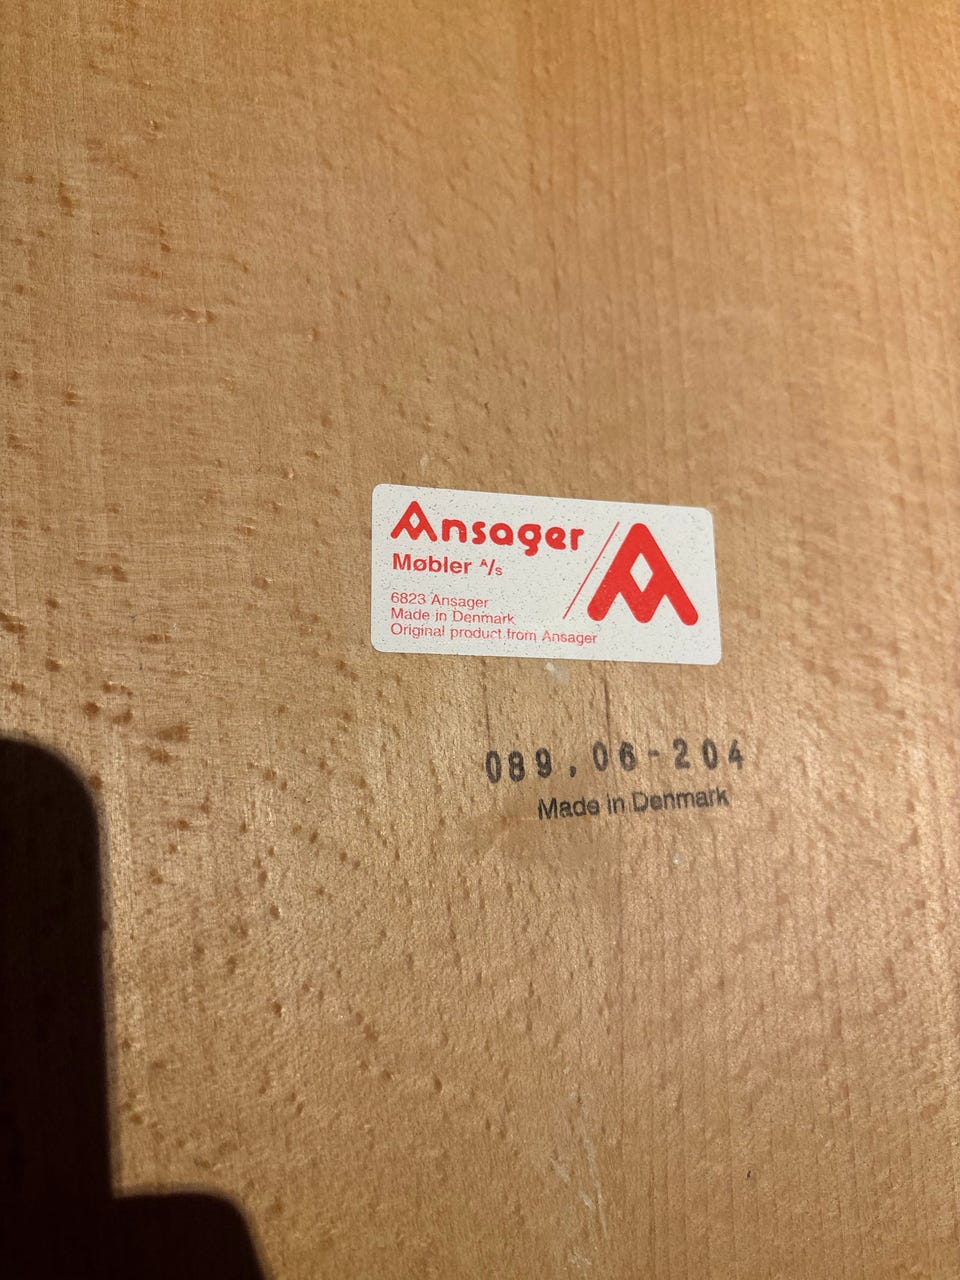 Ansager
Møbler A/s
6823 Ansager
Made in Denmark
Original product from Ansager
089.06-204
Made in Denmark